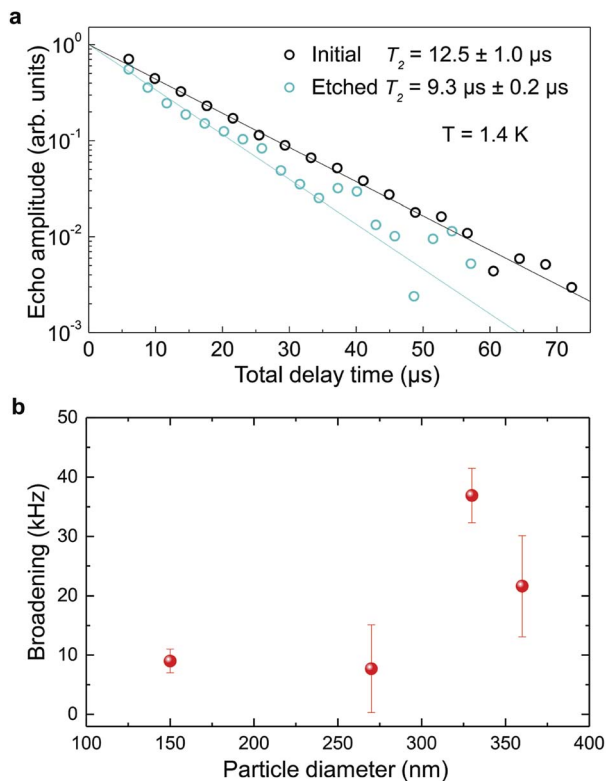 a
Echo amplitude (arb. units)
10⁰
10⁻¹
10⁻²
10⁻³
Initial T₂ = 12.5 ± 1.0 µs
Etched T₂ = 9.3 µs ± 0.2 µs
T = 1.4 K
0 10 20 30 40 50 60 70
Total delay time (µs)
b
Broadening (kHz)
50
40
30
20
10
0
100 150 200 250 300 350 400
Particle diameter (nm)